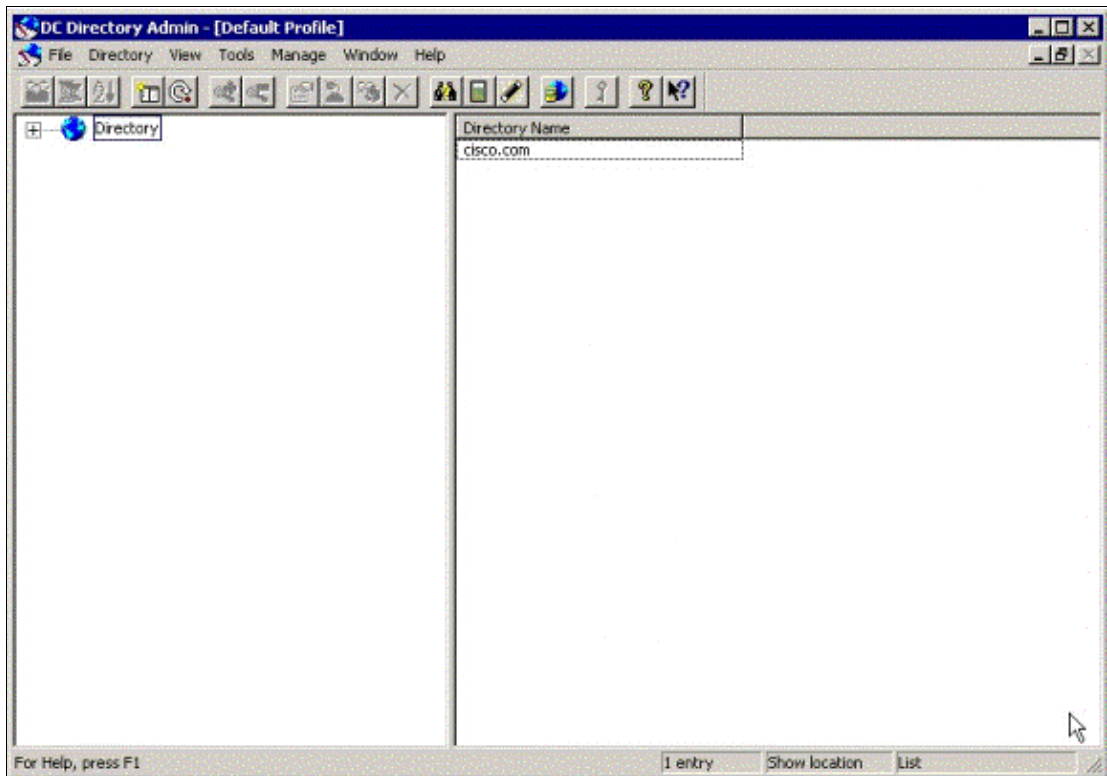 DC Directory Admin - [Default Profile]
File Directory View Tools Manage Window Help
Directory
Directory Name
cisco.com
For Help, press F1
1 entry
Show location
List